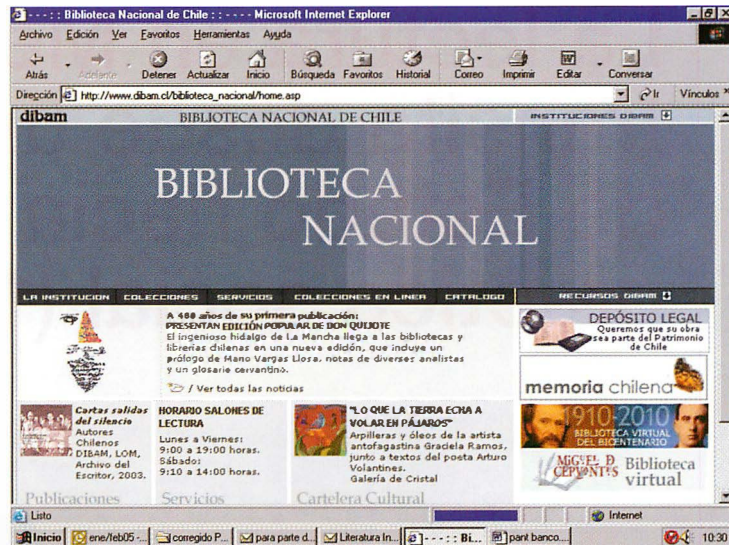 - - - : : Biblioteca Nacional de Chile : : - - - - Microsoft Internet Explorer
Archivo Edición Ver Favoritos Herramientas Ayuda
Atrás Adelante Detener Actualizar Inicio Búsqueda Favoritos Historial Correo Imprimir Editar Conversar
Dirección http://www.dibam.cl/biblioteca_nacional/home.asp Ir Vínculos »
dibam BIBLIOTECA NACIONAL DE CHILE INSTITUCIONES DIBAM
BIBLIOTECA
NACIONAL
LA INSTITUCION COLECCIONES SERVICIOS COLECCIONES EN LINEA CATALOGO RECURSOS DIBAM
A 400 años de su primera publicación:
PRESENTAN EDICIÓN POPULAR DE DON QUIJOTE
El ingenioso hidalgo de La Mancha llega a las bibliotecas y
librerías chilenas en una nueva edición, que incluye un
prólogo de Mario Vargas Llosa, notas de diversos analistas
y un glosario cervantino.
/ Ver todas las noticias
DEPÓSITO LEGAL
Queremos que su obra
sea parte del Patrimonio
de Chile
memoria chilena
1910-2010
BIBLIOTECA VIRTUAL
DEL BICENTENARIO
MIGUEL D.
CERVANTES Biblioteca
virtual
Cartas salidas
del silencio
Autores
Chilenos
DIBAM, LOM,
Archivo del
Escritor, 2003.
Publicaciones
HORARIO SALONES DE
LECTURA
Lunes a Viernes:
9:00 a 19:00 horas.
Sábado:
9:10 a 14:00 horas.
Servicios
"LO QUE LA TIERRA ECHA A
VOLAR EN PÁJAROS"
Arpilleras y óleos de la artista
antofagastina Graciela Ramos,
junto a textos del poeta Arturo
Volantines.
Galería de Cristal
Cartelera Cultural
Listo Internet
Inicio ene/feb05 -... corregido P... para parte d... Literatura In... - - - : : Bi... pant banco.... 10:30